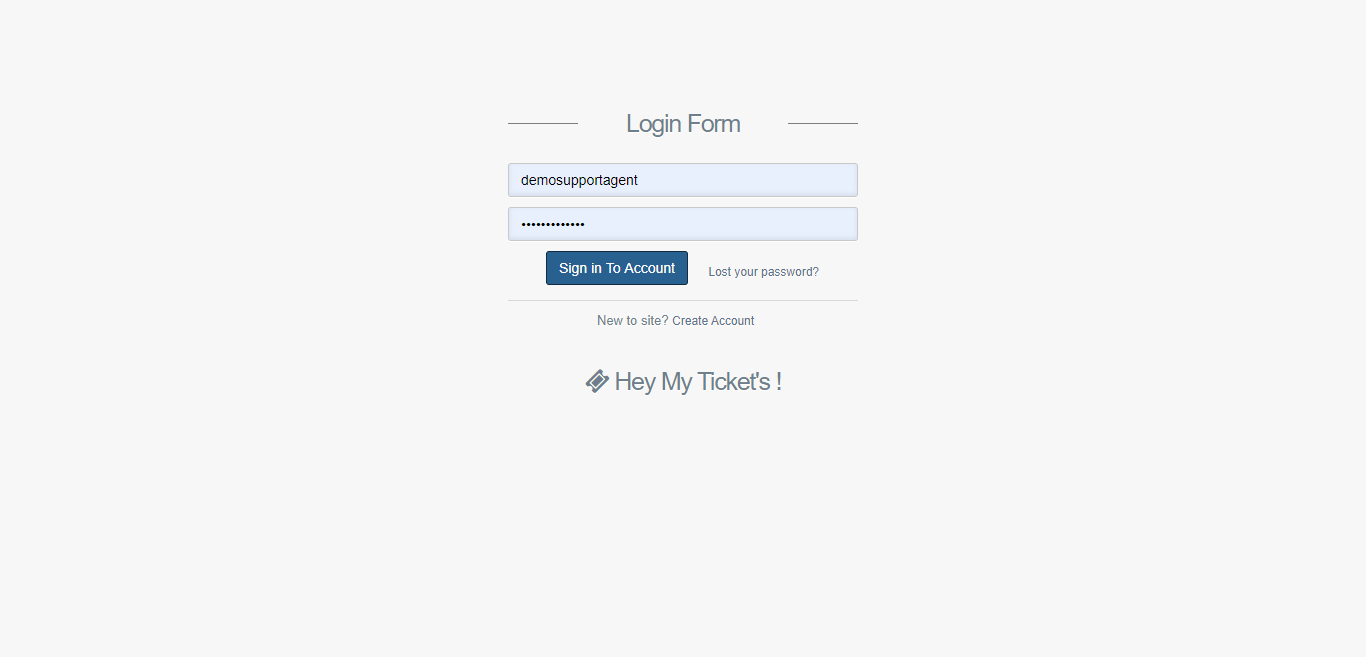 Login Form
demosupportagent
•••••••••••••
Sign in To Account Lost your password?
New to site? Create Account
Hey My Ticket's !